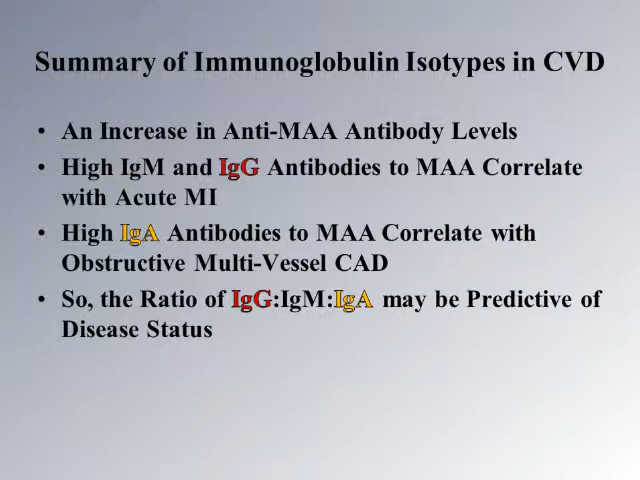 Summary of Immunoglobulin Isotypes in CVD
• An Increase in Anti-MAA Antibody Levels
• High IgM and IgG Antibodies to MAA Correlate
with Acute MI
• High IgA Antibodies to MAA Correlate with
Obstructive Multi-Vessel CAD
• So, the Ratio of IgG:IgM:IgA may be Predictive of
Disease Status